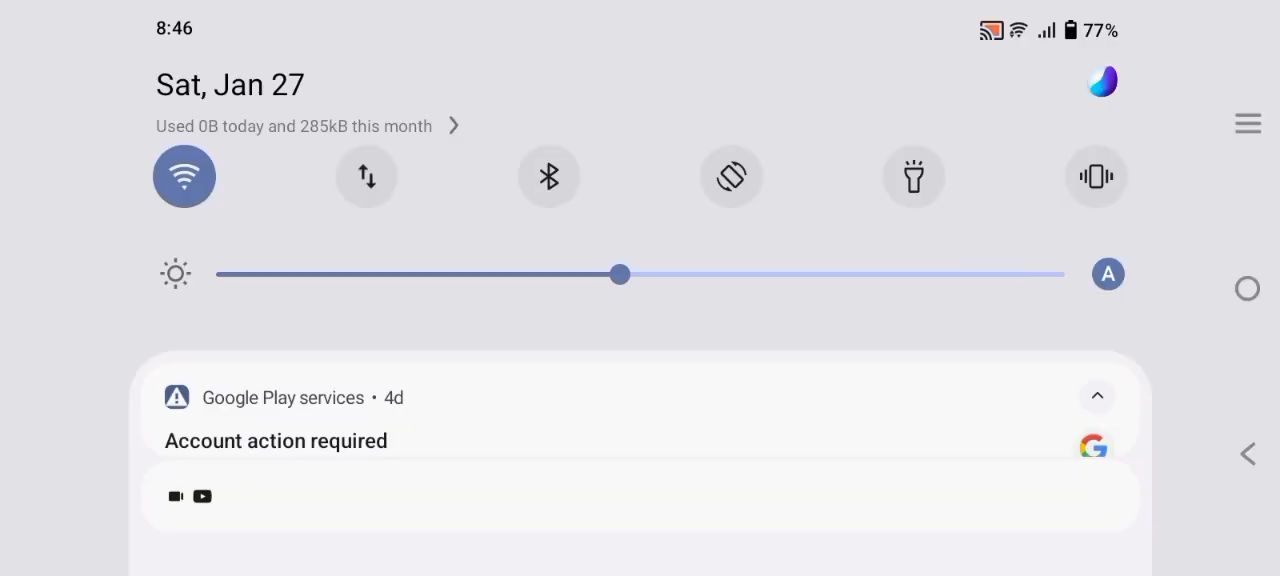 8:46
77%
Sat, Jan 27
Used 0B today and 285kB this month
A
Google Play services • 4d
Account action required